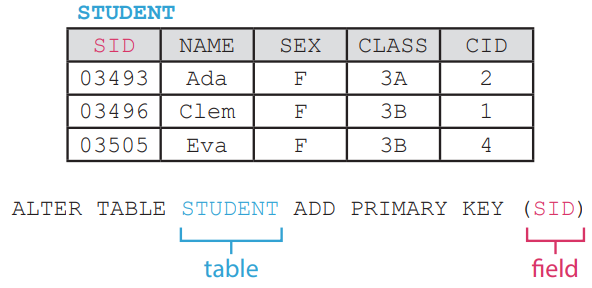 STUDENT
SID NAME SEX CLASS CID
03493 Ada F 3A 2
03496 Clem F 3B 1
03505 Eva F 3B 4
ALTER TABLE STUDENT ADD PRIMARY KEY (SID)
table field